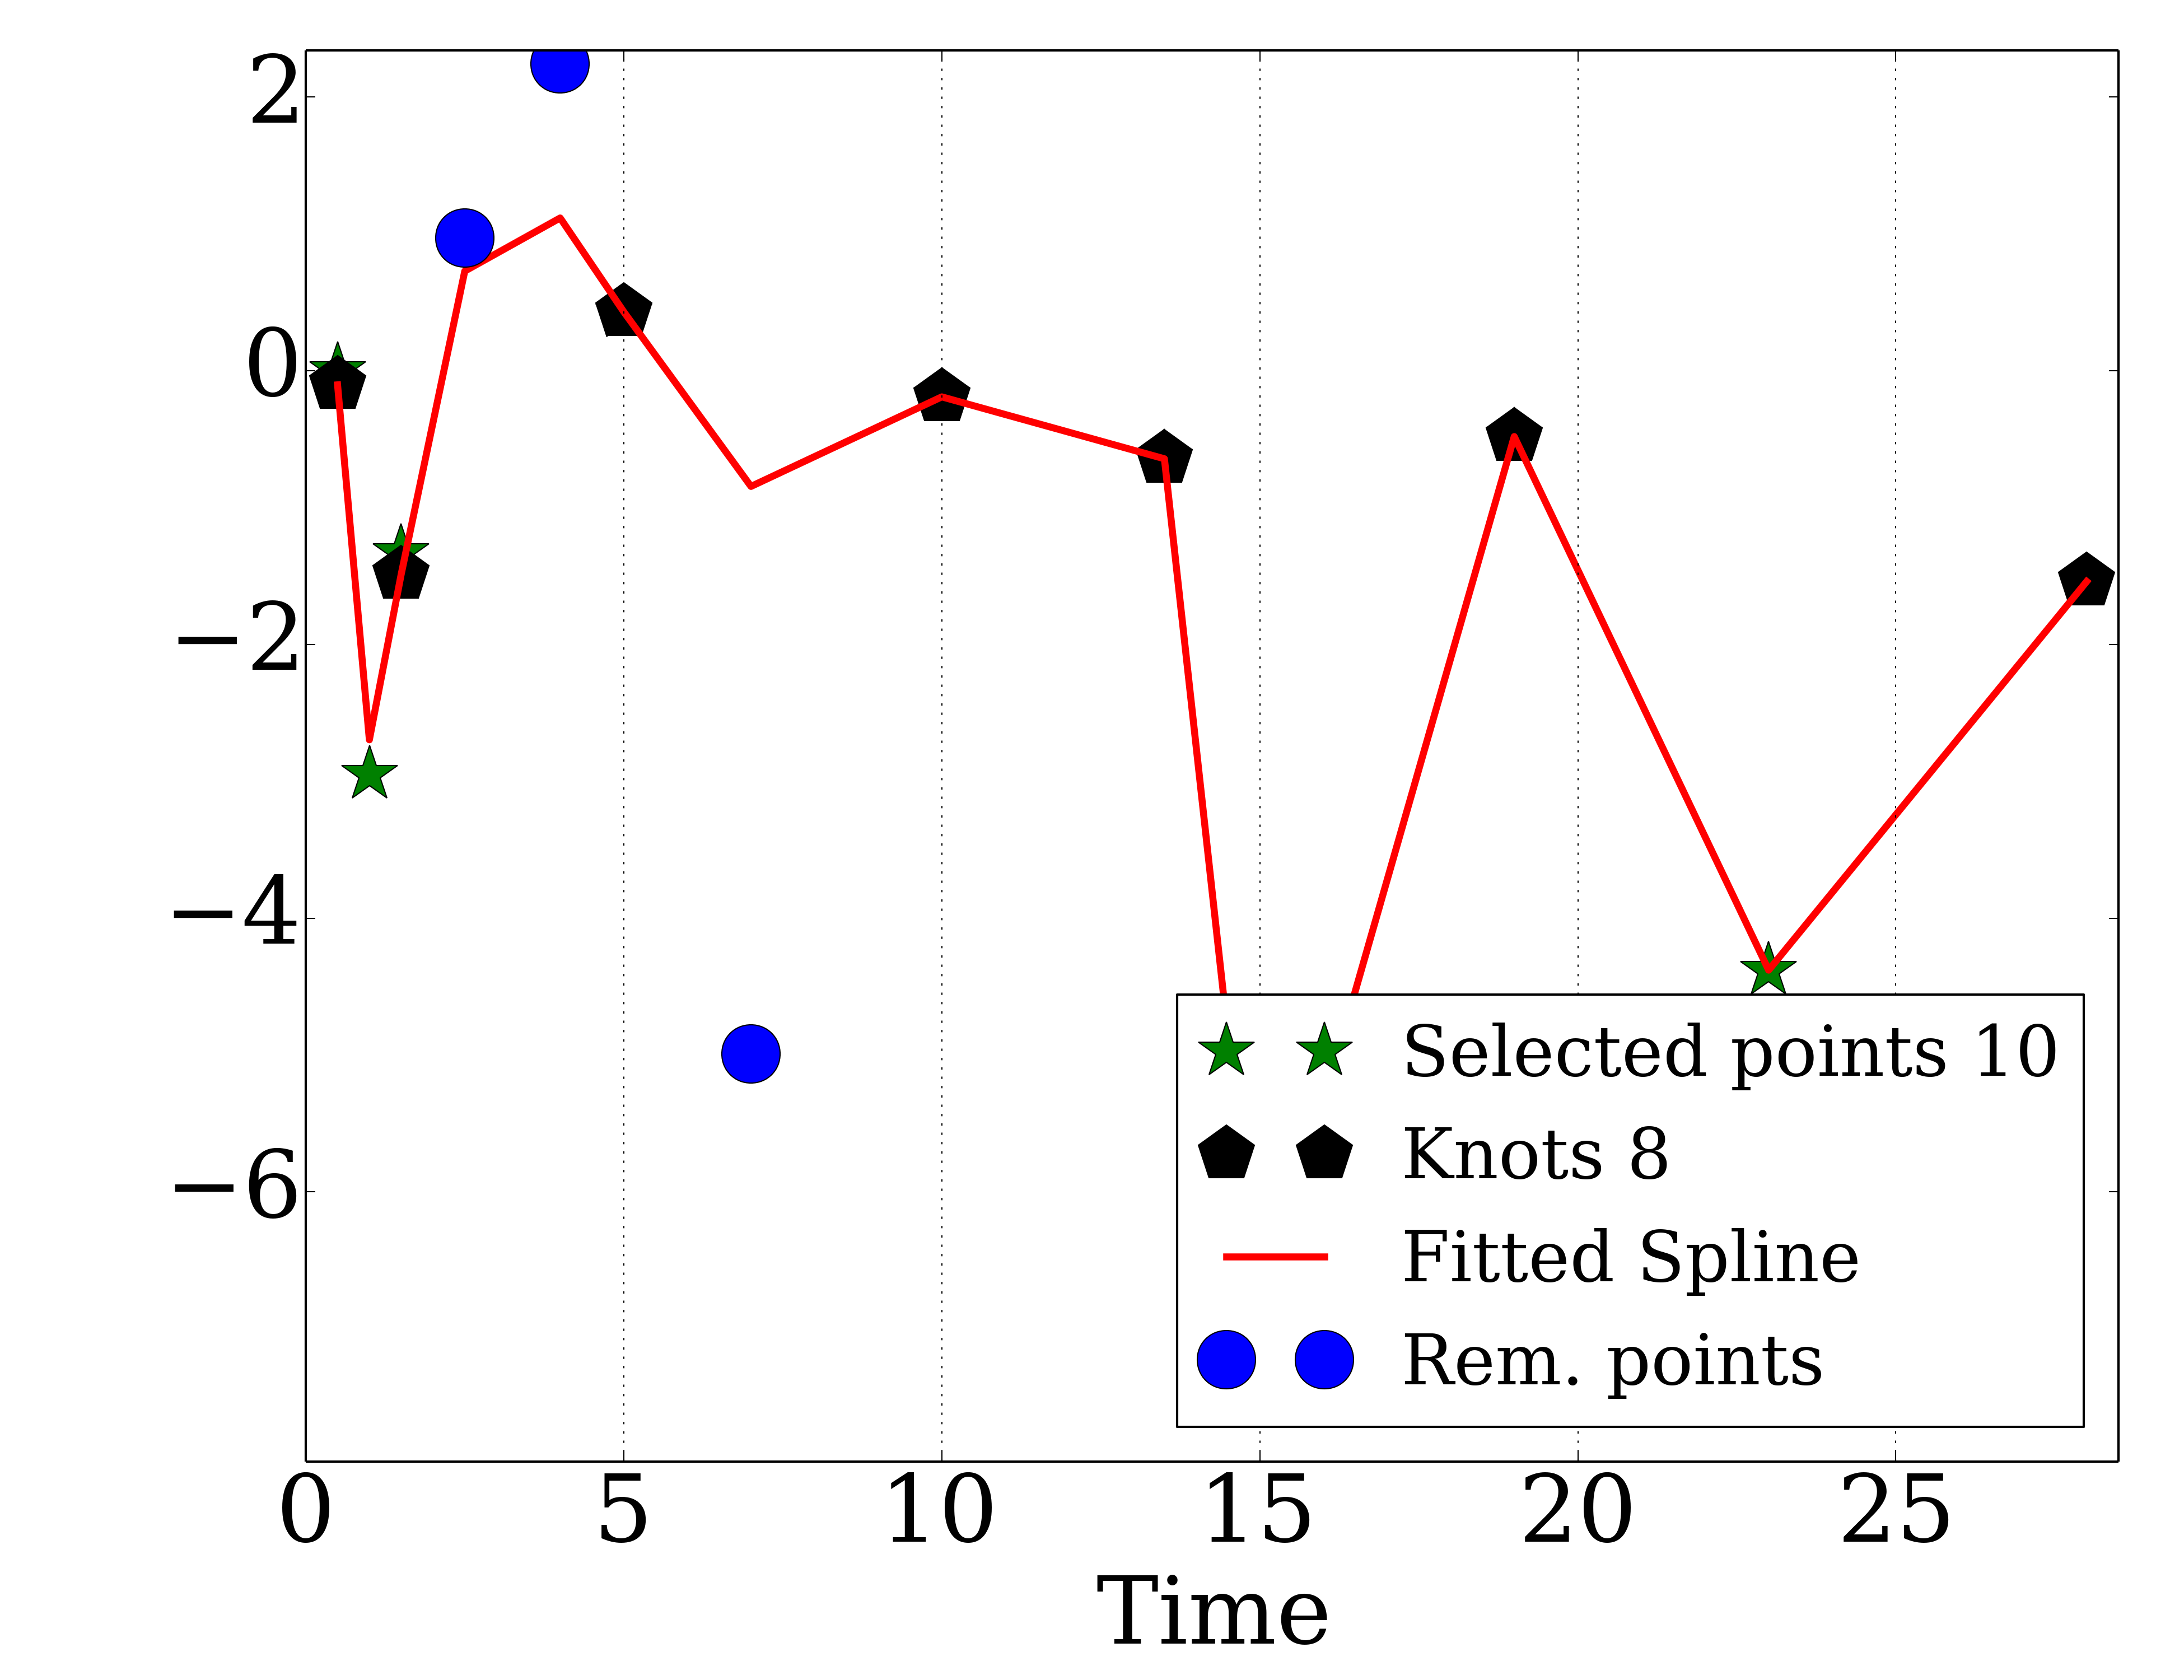 2
0
−2
−4
−6
Selected points 10
Knots 8
Fitted Spline
Rem. points
0 5 10 15 20 25
Time